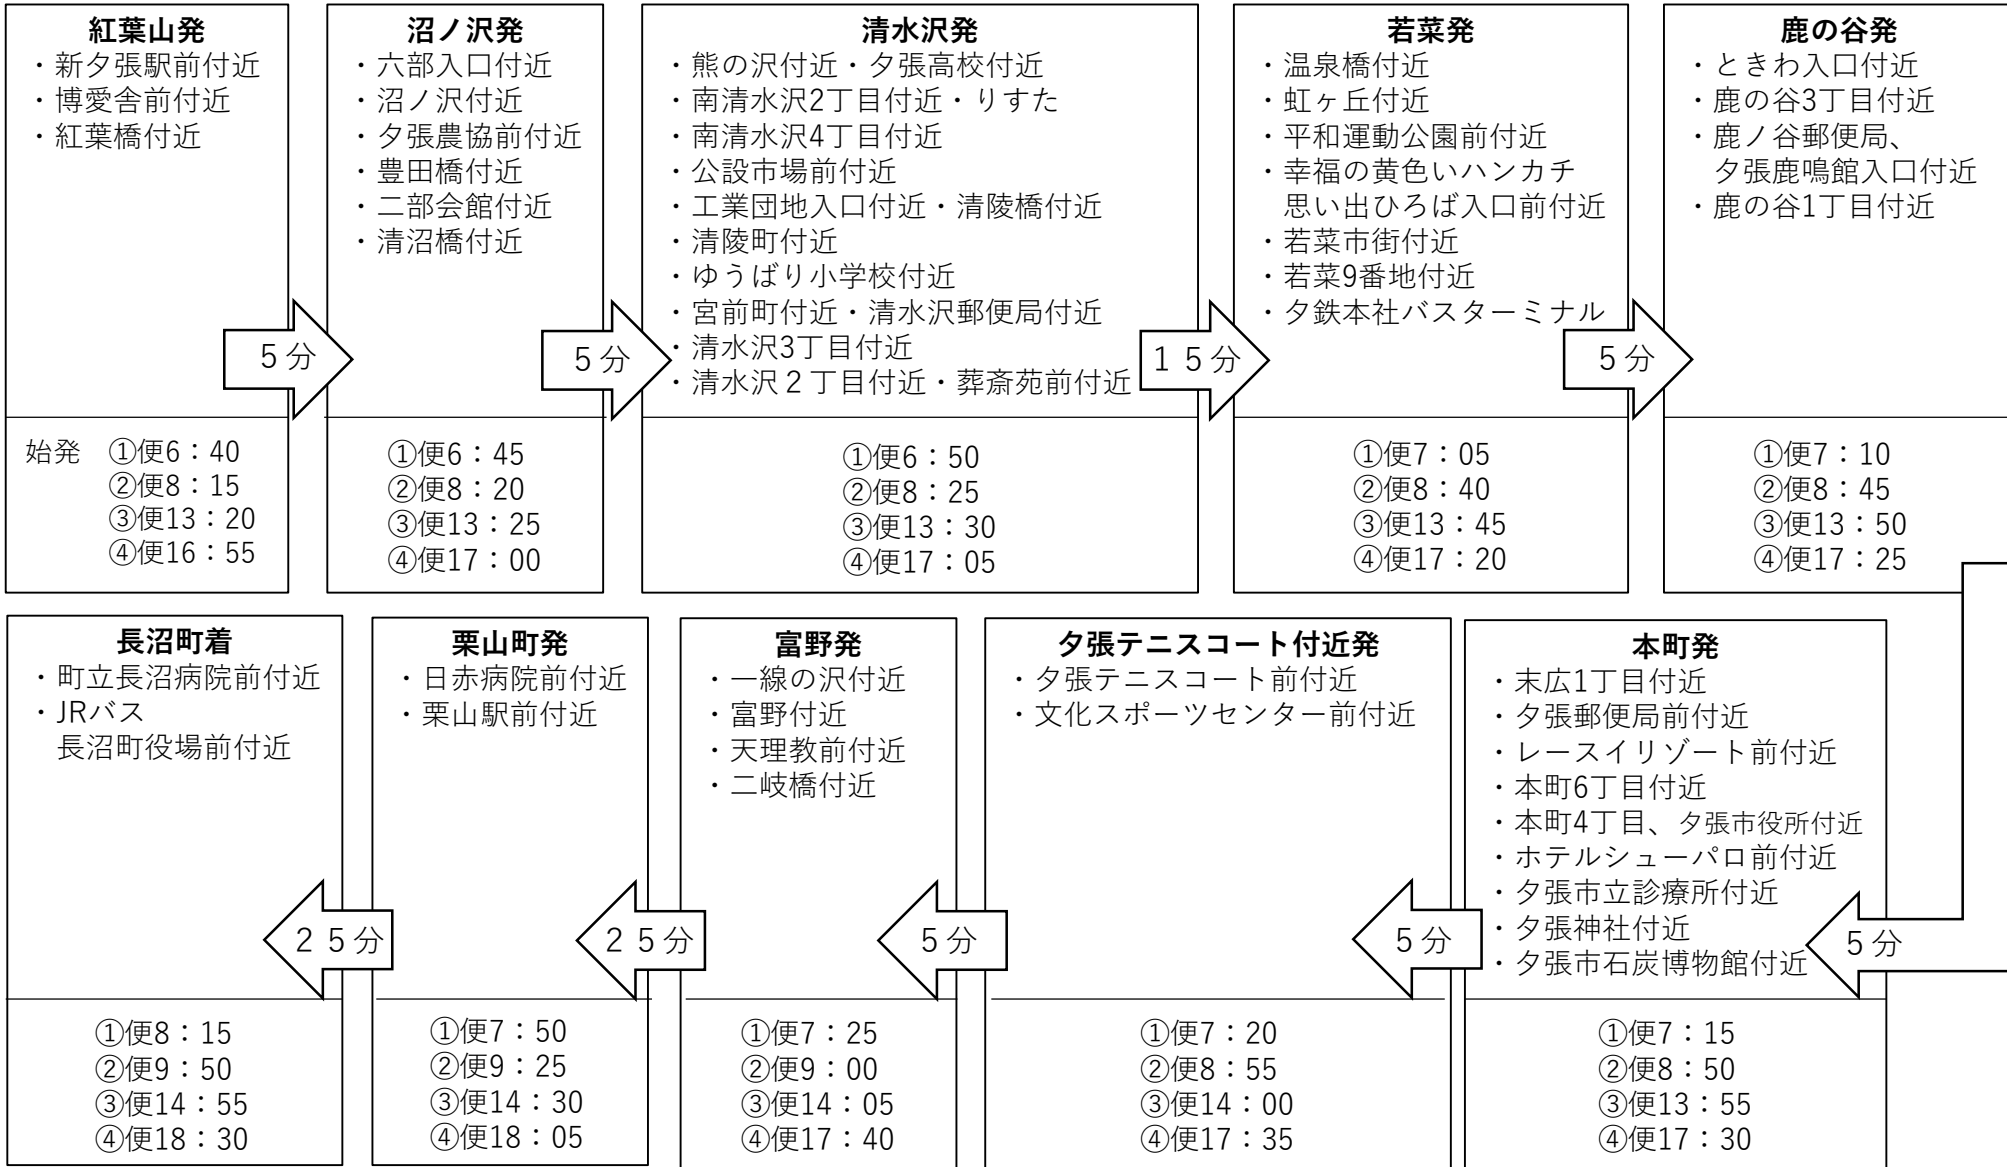 紅葉山発
・新夕張駅前付近
・博愛舎前付近
・紅葉橋付近
5分
始発 ①便6：40
②便8：15
③便13：20
④便16：55
沼ノ沢発
・六部入口付近
・沼ノ沢付近
・夕張農協前付近
・豊田橋付近
・二部会館付近
・清沼橋付近
5分
①便6：45
②便8：20
③便13：25
④便17：00
清水沢発
・熊の沢付近・夕張高校付近
・南清水沢2丁目付近・りすた
・南清水沢4丁目付近
・公設市場前付近
・工業団地入口付近・清陵橋付近
・清陵町付近
・ゆうばり小学校付近
・宮前町付近・清水沢郵便局付近
・清水沢3丁目付近
・清水沢２丁目付近・葬斎苑前付近
１５分
①便6：50
②便8：25
③便13：30
④便17：05
若菜発
・温泉橋付近
・虹ヶ丘付近
・平和運動公園前付近
・幸福の黄色いハンカチ
思い出ひろば入口前付近
・若菜市街付近
・若菜9番地付近
・夕鉄本社バスターミナル
5分
①便7：05
②便8：40
③便13：45
④便17：20
鹿の谷発
・ときわ入口付近
・鹿の谷3丁目付近
・鹿ノ谷郵便局、
夕張鹿鳴館入口付近
・鹿の谷1丁目付近
①便7：10
②便8：45
③便13：50
④便17：25
5分
本町発
・末広1丁目付近
・夕張郵便局前付近
・レースイリゾート前付近
・本町6丁目付近
・本町4丁目、夕張市役所付近
・ホテルシューパロ前付近
・夕張市立診療所付近
・夕張神社付近
・夕張市石炭博物館付近
①便7：15
②便8：50
③便13：55
④便17：30
5分
夕張テニスコート付近発
・夕張テニスコート前付近
・文化スポーツセンター前付近
①便7：20
②便8：55
③便14：00
④便17：35
5分
富野発
・一線の沢付近
・富野付近
・天理教前付近
・二岐橋付近
①便7：25
②便9：00
③便14：05
④便17：40
２５分
栗山町発
・日赤病院前付近
・栗山駅前付近
①便7：50
②便9：25
③便14：30
④便18：05
２５分
長沼町着
・町立長沼病院前付近
・JRバス
長沼町役場前付近
①便8：15
②便9：50
③便14：55
④便18：30